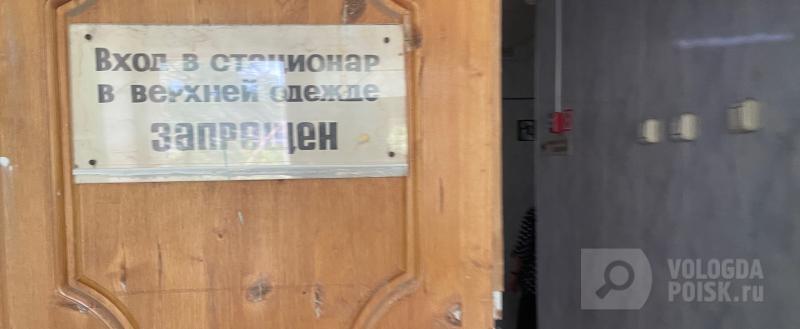 Вход в стационар
в верхней одежде
запрещен
VOLOGDA
POISK.ru